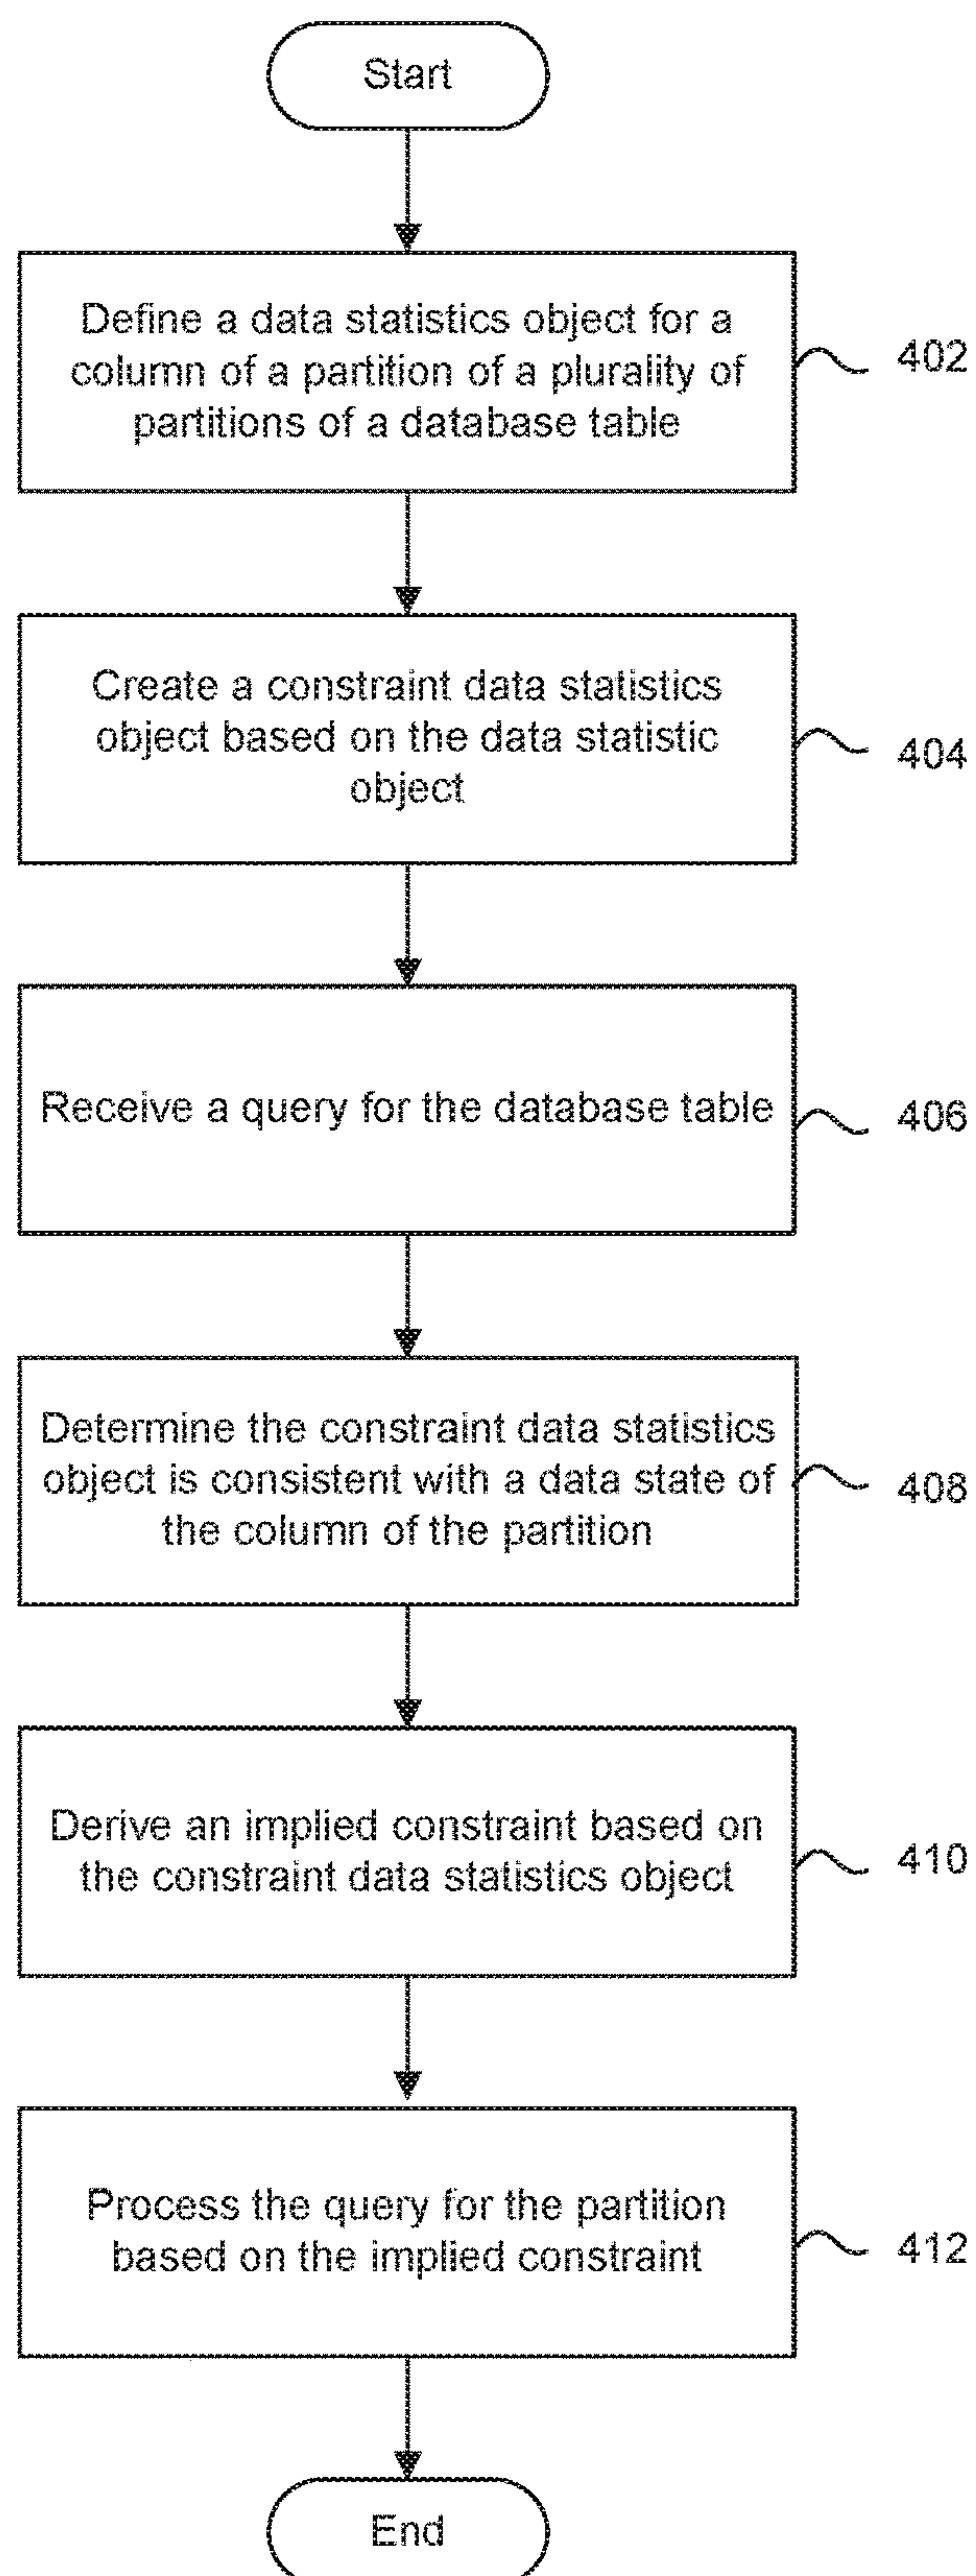 Start
Define a data statistics object for a
column of a partition of a plurality of
partitions of a database table
402
Create a constraint data statistics
object based on the data statistic
object
404
Receive a query for the database table
406
Determine the constraint data statistics
object is consistent with a data state of
the column of the partition
408
Derive an implied constraint based on
the constraint data statistics object
410
Process the query for the partition
based on the implied constraint
412
End